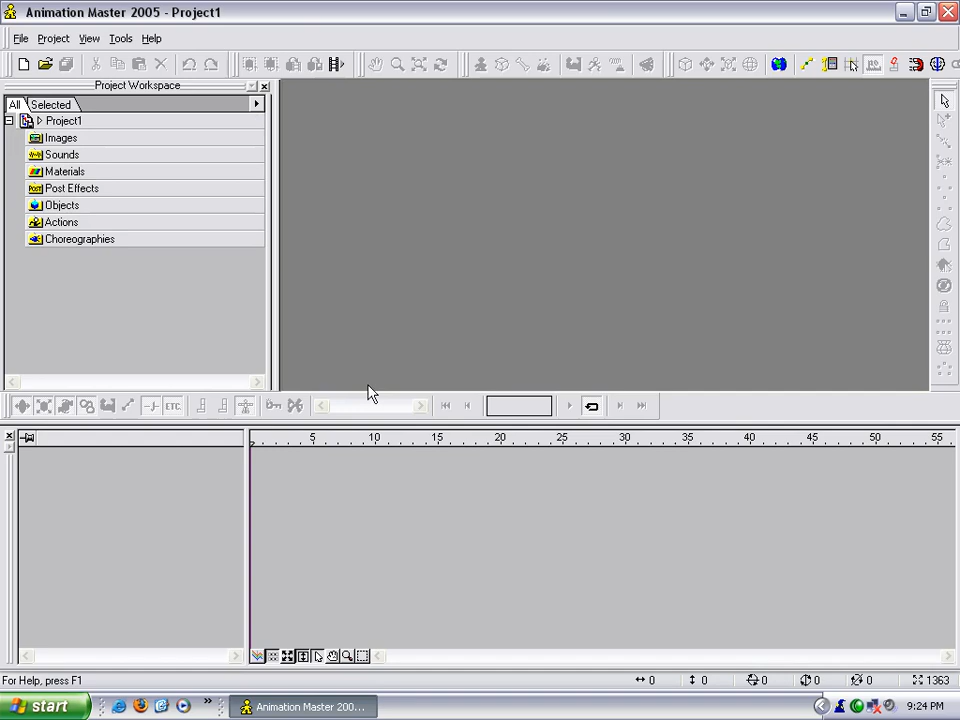 Animation Master 2005 - Project1
File Project View Tools Help
Project Workspace
All Selected
Project1
Images
Sounds
Materials
POST Post Effects
Objects
Actions
Choreographies
ETC.
5 10 15 20 25 30 35 40 45 50 55
For Help, press F1
0 0 0 0 0 1363
start
»
Animation Master 200...
9:24 PM